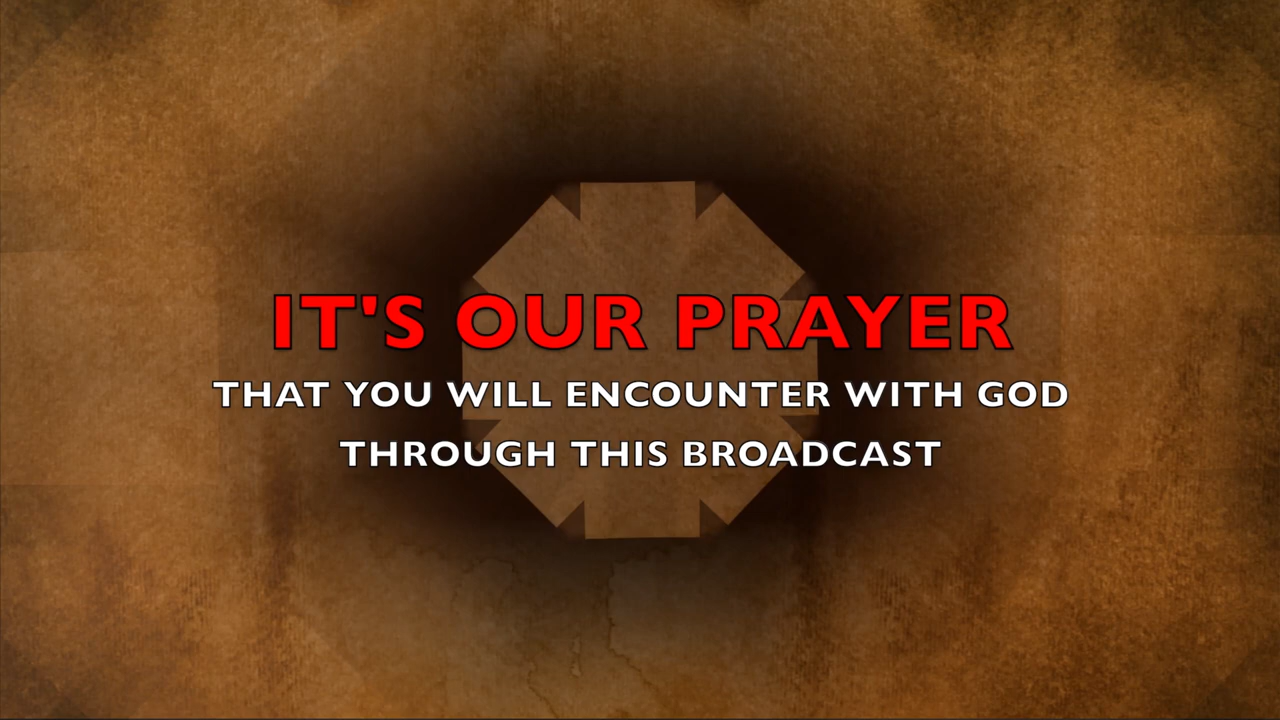 IT'S OUR PRAYER
THAT YOU WILL ENCOUNTER WITH GOD
THROUGH THIS BROADCAST